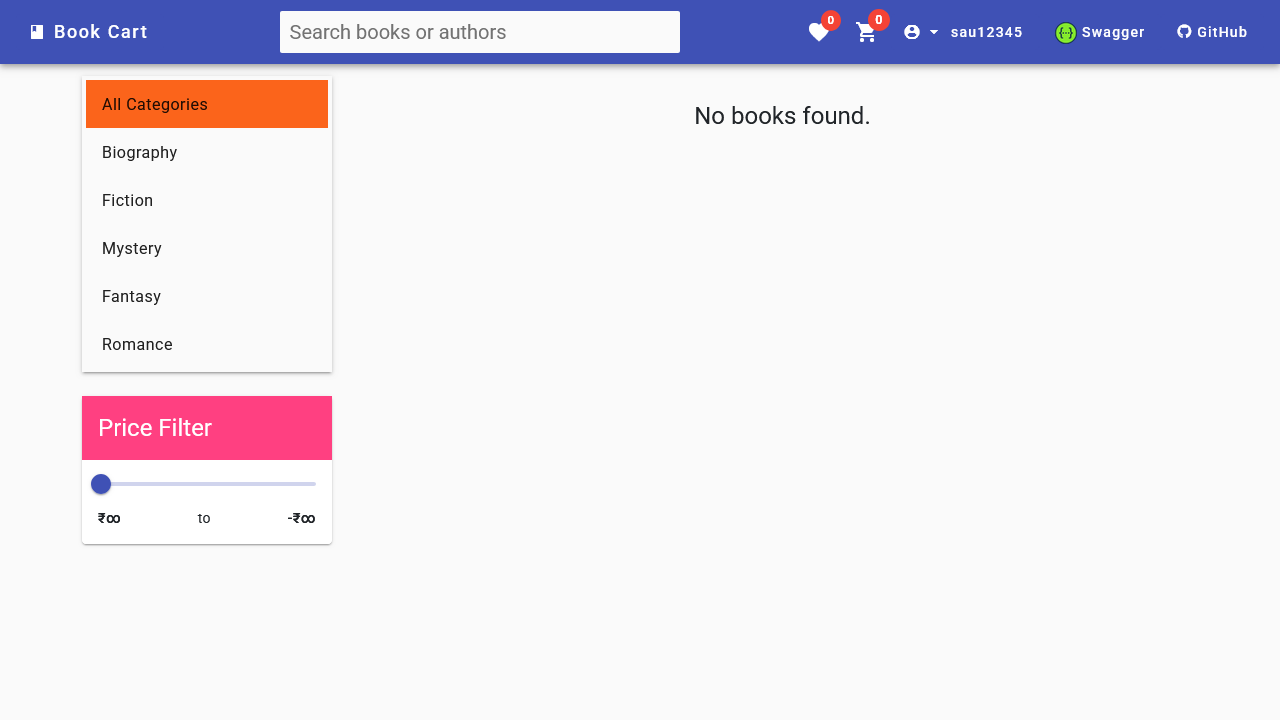 Book Cart
Search books or authors
0
0
sau12345
Swagger
GitHub
All Categories
Biography
Fiction
Mystery
Fantasy
Romance
No books found.
Price Filter
₹∞ to -₹∞